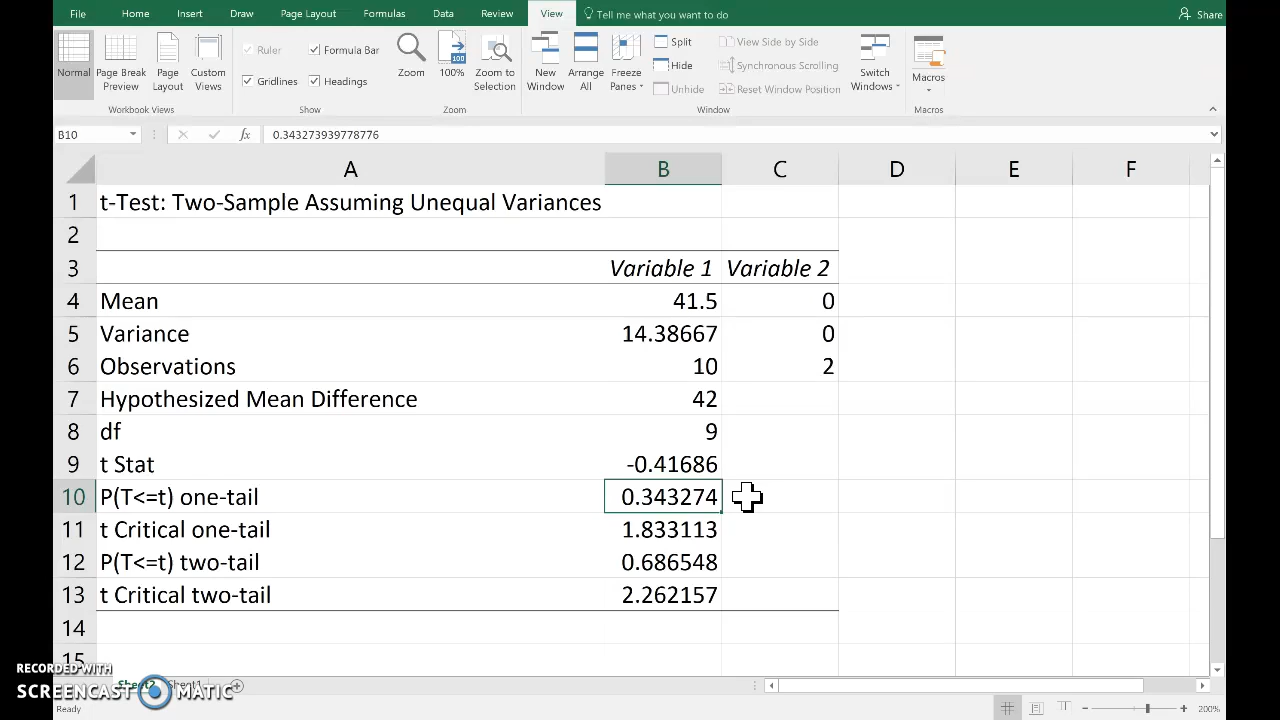 File Home Insert Draw Page Layout Formulas Data Review View Tell me what you want to do Share
Normal Page Break Preview Page Layout Custom Views Ruler Formula Bar Gridlines Headings Zoom 100% Zoom to Selection New Window Arrange All Freeze Panes Split Hide Unhide View Side by Side Synchronous Scrolling Reset Window Position Switch Windows Macros
Workbook Views Show Zoom Window Macros
B10 fx 0.343273939778776
A B C D E F
1 t-Test: Two-Sample Assuming Unequal Variances
2
3 Variable 1 Variable 2
4 Mean 41.5 0
5 Variance 14.38667 0
6 Observations 10 2
7 Hypothesized Mean Difference 42
8 df 9
9 t Stat -0.41686
10 P(T<=t) one-tail 0.343274
11 t Critical one-tail 1.833113
12 P(T<=t) two-tail 0.686548
13 t Critical two-tail 2.262157
14
15
RECORDED WITH
SCREENCAST MATIC
Sheet2 Sheet1
Ready 200%